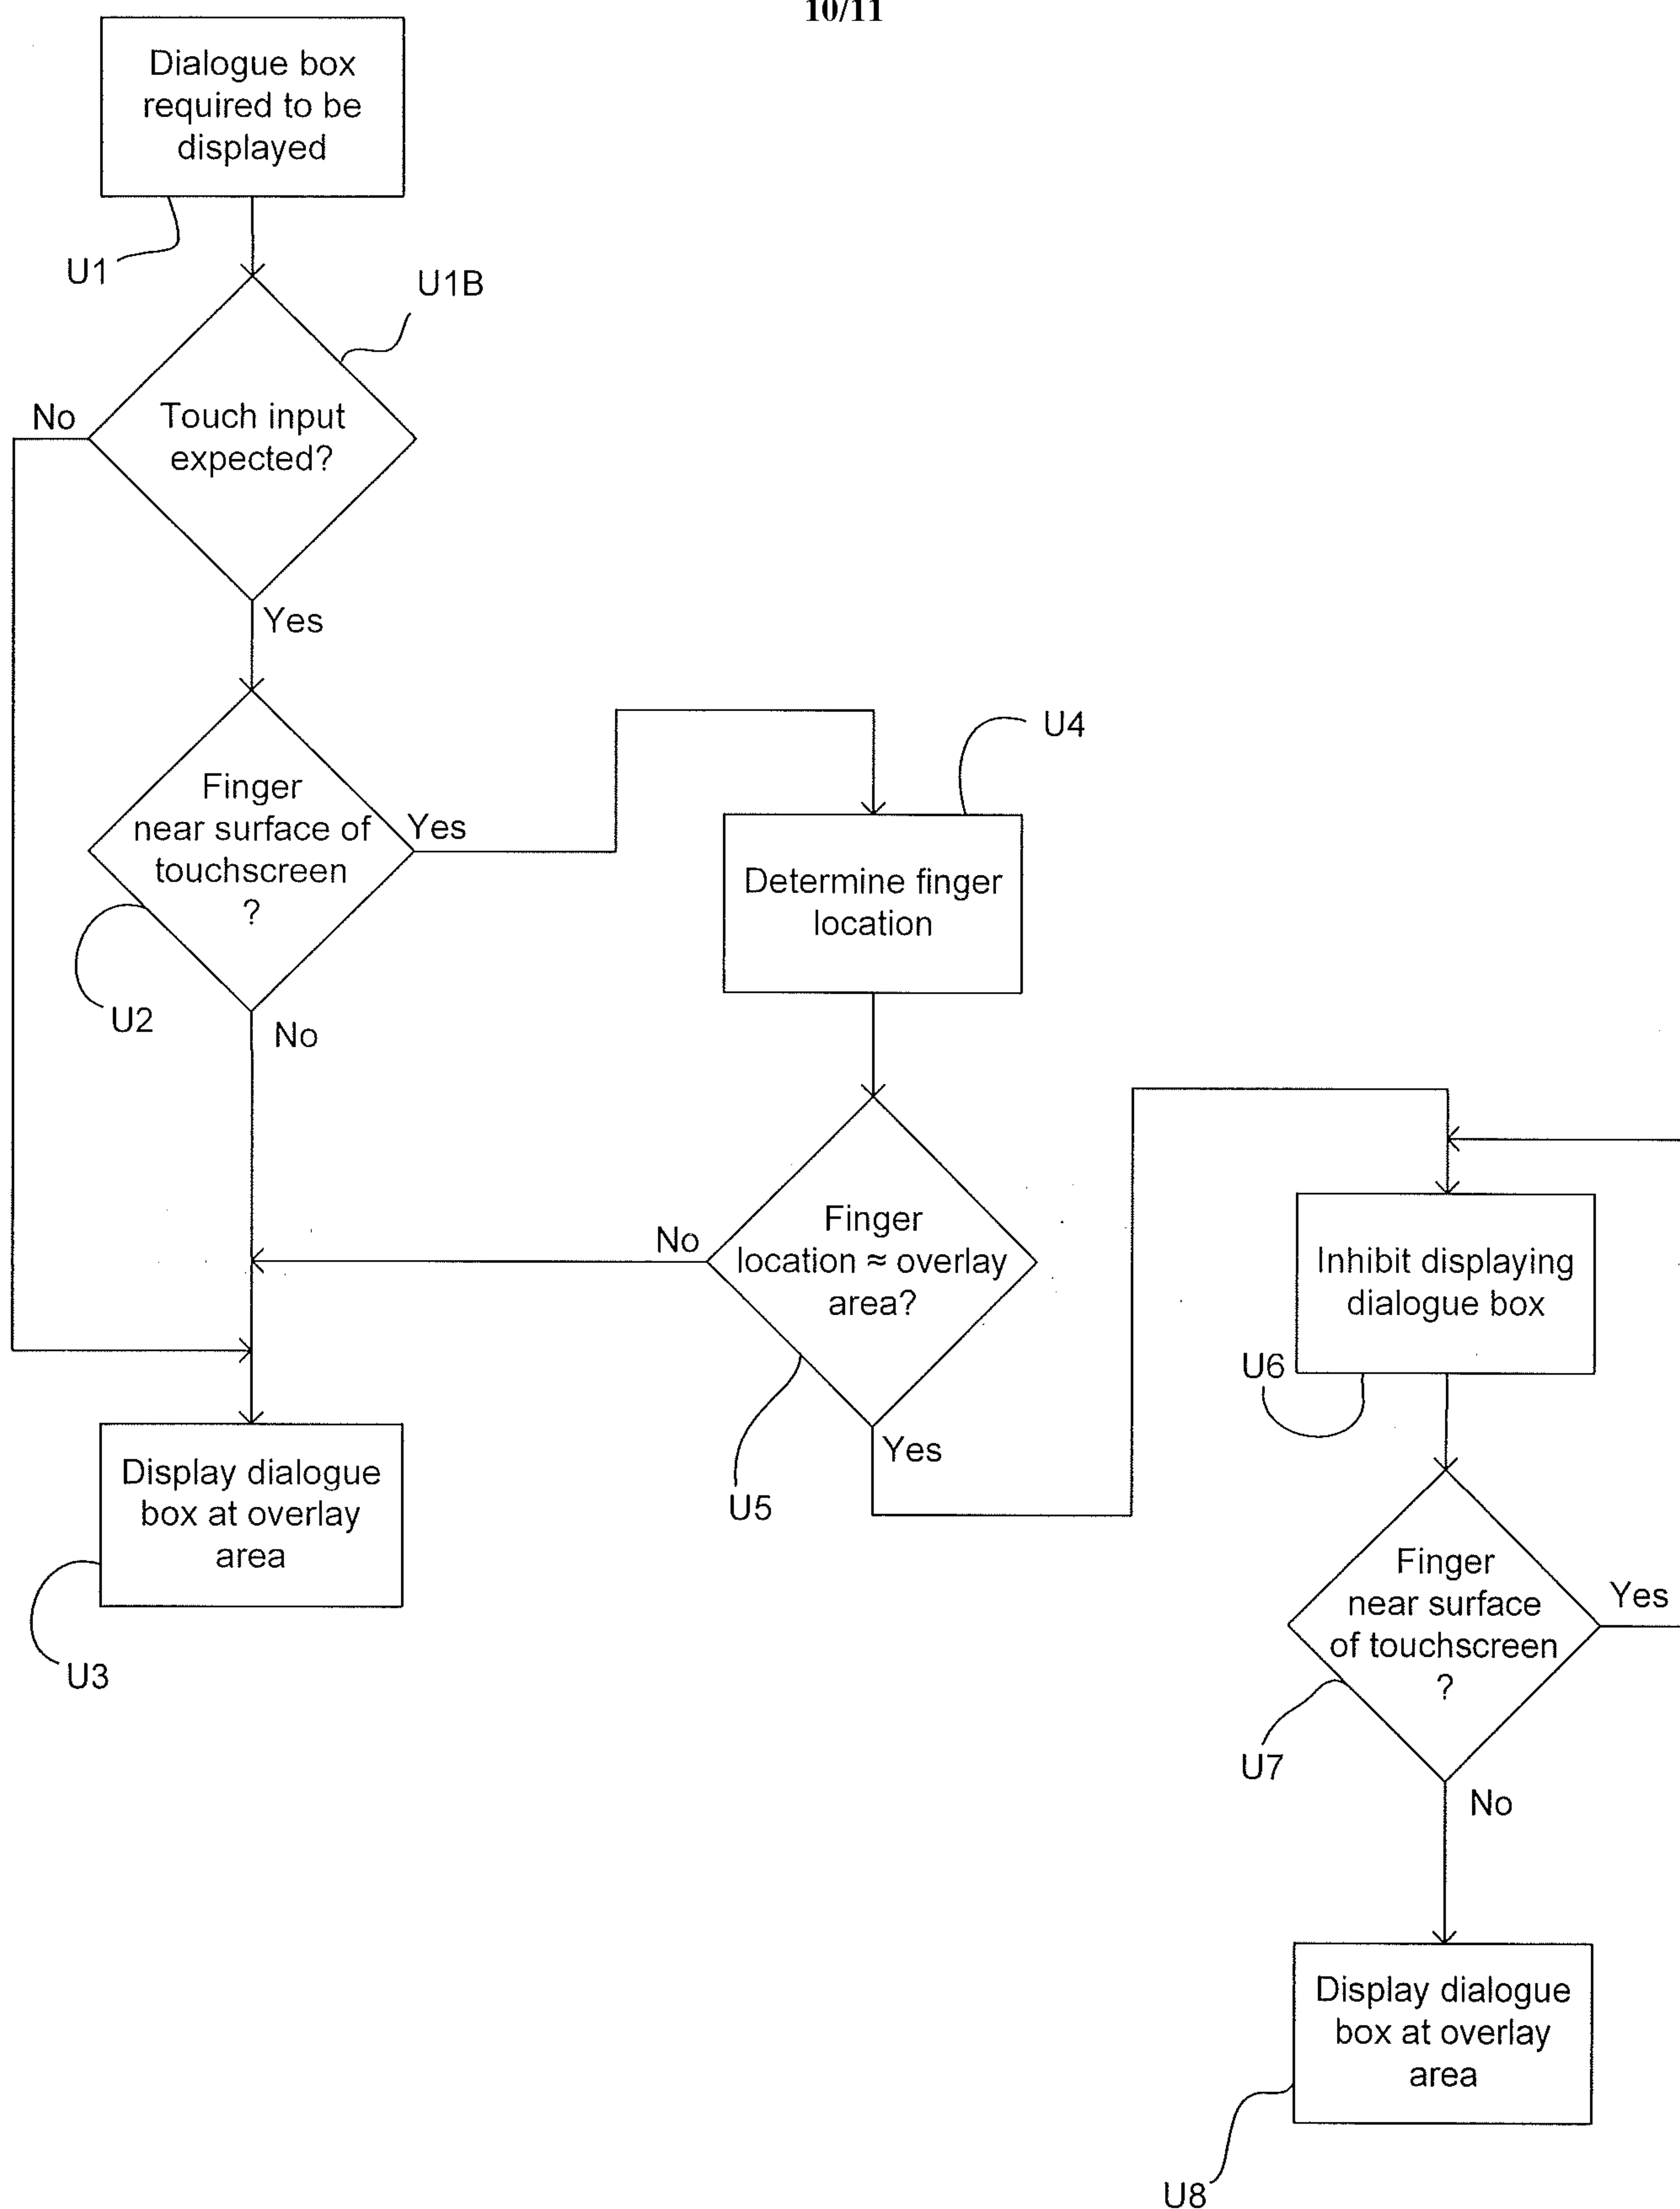 10/11
Dialogue box
required to be
displayed
U1
U1B
No
Touch input
expected?
Yes
Finger
near surface of
touchscreen
?
Yes
U2
No
U4
Determine finger
location
No
Finger
location ≈ overlay
area?
Yes
U5
Display dialogue
box at overlay
area
U3
Inhibit displaying
dialogue box
U6
Finger
near surface
of touchscreen
?
Yes
U7
No
Display dialogue
box at overlay
area
U8